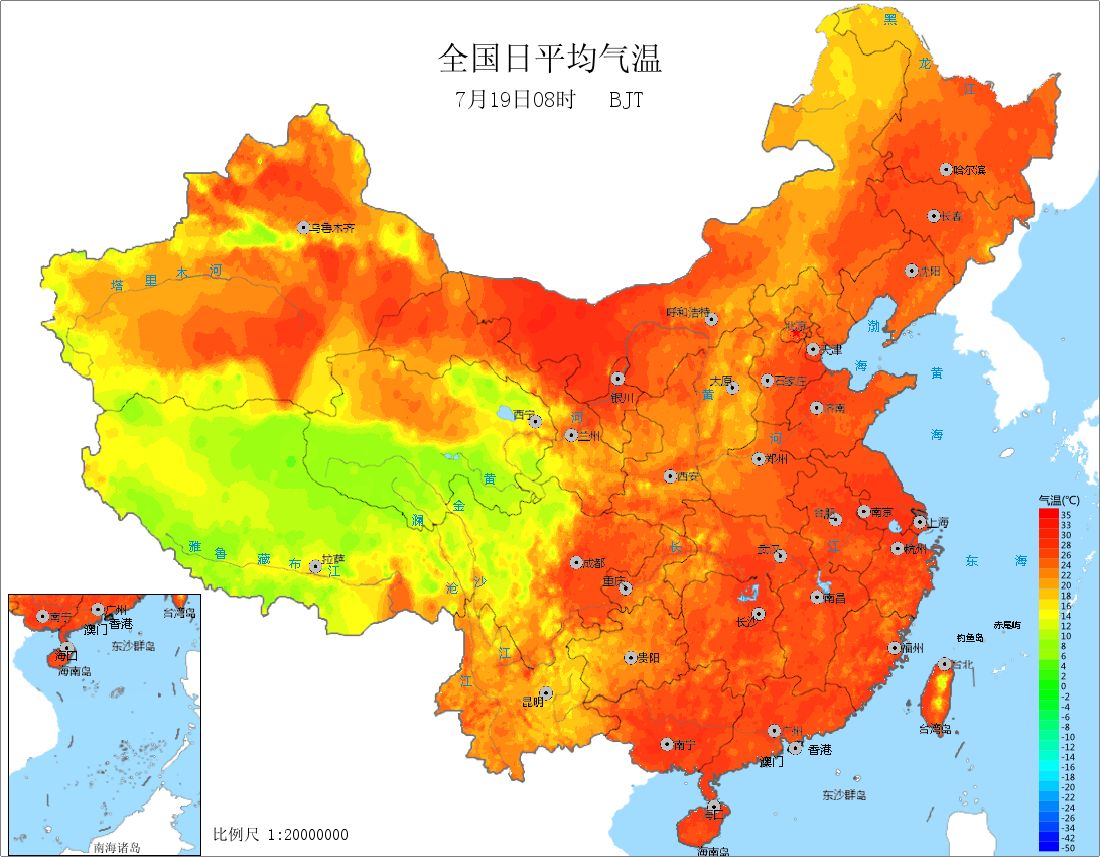 全国日平均气温
7月19日08时 BJT
黑
龙
江
哈尔滨
长春
乌鲁木齐
沈阳
塔 里 木 河
呼和浩特
北京
渤
海
天津
黄
海
太原
石家庄
银川
黄
西宁
河
济南
兰州
河
郑州
西安
黄
金
澜
气温(℃)
35
33
30
28
26
24
22
20
18
16
14
12
10
8
6
4
2
0
-2
-4
-6
-8
-10
-12
-14
-16
-18
-20
-22
-24
-26
-34
-42
-50
合肥
南京
上海
雅 鲁 藏 布 江
拉萨
长
武汉
江
杭州
东 海
成都
重庆
沧
沙
南昌
长沙
赤尾屿
钓鱼岛
江
贵阳
福州
台北
江
昆明
台湾岛
南宁
广州
澳门
香港
东沙群岛
海口
海南岛
南宁
广州
台湾岛
澳门
香港
东沙群岛
海口
海南岛
南海诸岛
比例尺 1:20000000